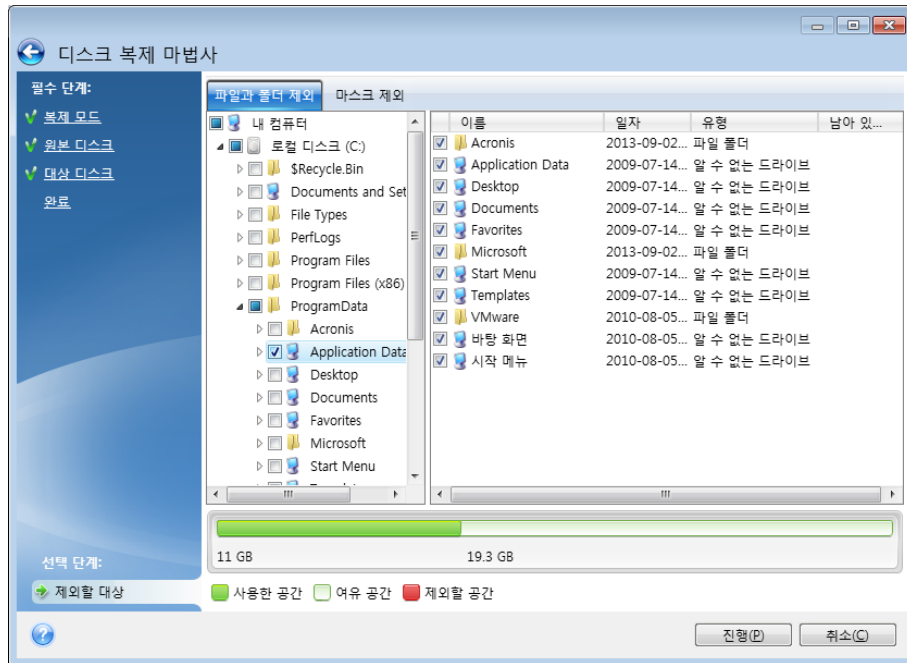 디스크 복제 마법사
필수 단계:
복제 모드
원본 디스크
대상 디스크
완료
선택 단계:
제외할 대상
파일과 폴더 제외 마스크 제외
내 컴퓨터
로컬 디스크 (C:)
$Recycle.Bin
Documents and Set
File Types
PerfLogs
Program Files
Program Files (x86)
ProgramData
Acronis
Application Data
Desktop
Documents
Favorites
Microsoft
Start Menu
이름 일자 유형 남아 있...
Acronis 2013-09-02... 파일 폴더
Application Data 2009-07-14... 알 수 없는 드라이브
Desktop 2009-07-14... 알 수 없는 드라이브
Documents 2009-07-14... 알 수 없는 드라이브
Favorites 2009-07-14... 알 수 없는 드라이브
Microsoft 2013-09-02... 파일 폴더
Start Menu 2009-07-14... 알 수 없는 드라이브
Templates 2009-07-14... 알 수 없는 드라이브
VMware 2010-08-05... 파일 폴더
바탕 화면 2010-08-05... 알 수 없는 드라이브
시작 메뉴 2010-08-05... 알 수 없는 드라이브
11 GB 19.3 GB
사용한 공간 여유 공간 제외할 공간
진행(P) 취소(C)